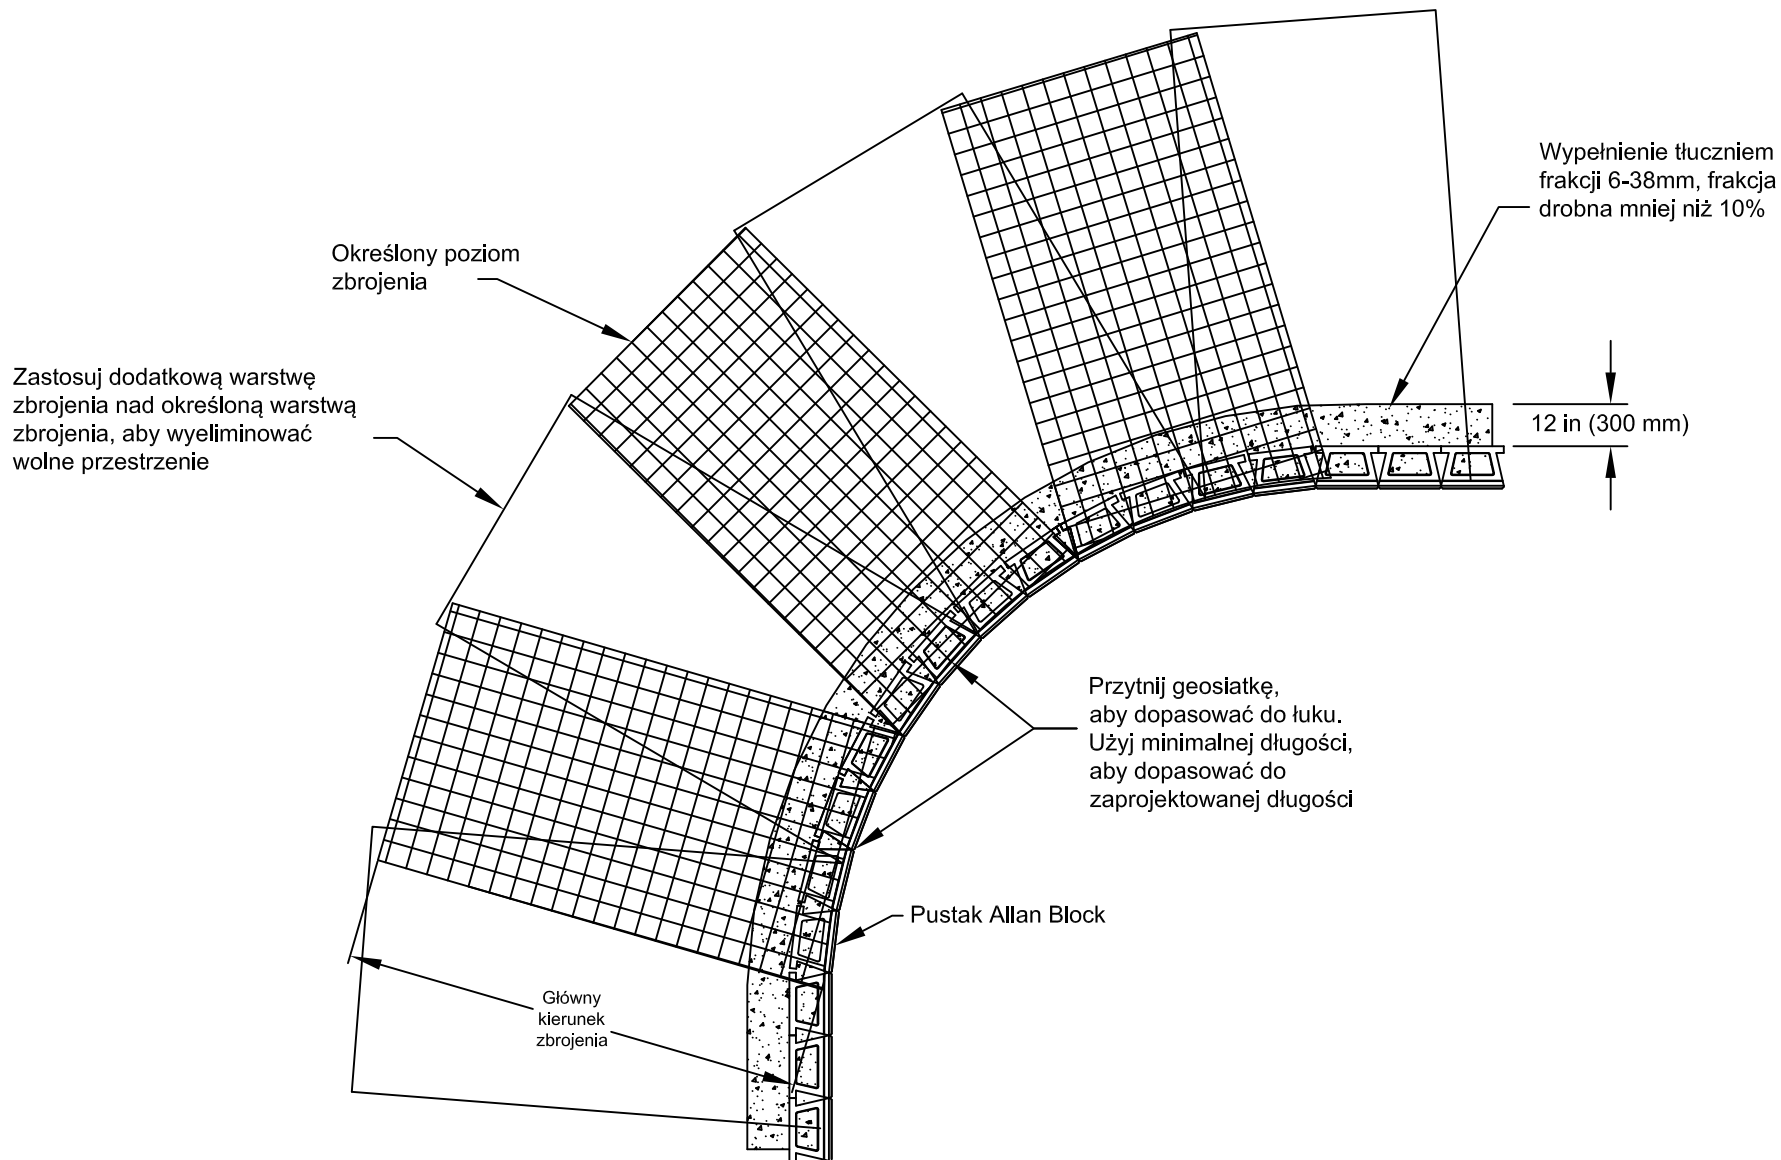 Wypełnienie tłuczniem
frakcji 6-38mm, frakcja
drobna mniej niż 10%
Określony poziom
zbrojenia
Zastosuj dodatkową warstwę
zbrojenia nad określoną warstwą
zbrojenia, aby wyeliminować
wolne przestrzenie
12 in (300 mm)
Przytnij geosiatkę,
aby dopasować do łuku.
Użyj minimalnej długości,
aby dopasować do
zaprojektowanej długości
Pustak Allan Block
Główny
kierunek
zbrojenia